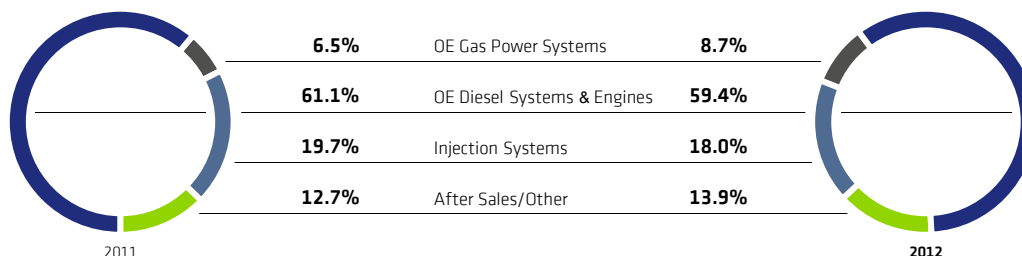 6.5% OE Gas Power Systems 8.7%
61.1% OE Diesel Systems & Engines 59.4%
19.7% Injection Systems 18.0%
12.7% After Sales/Other 13.9%
2011 2012